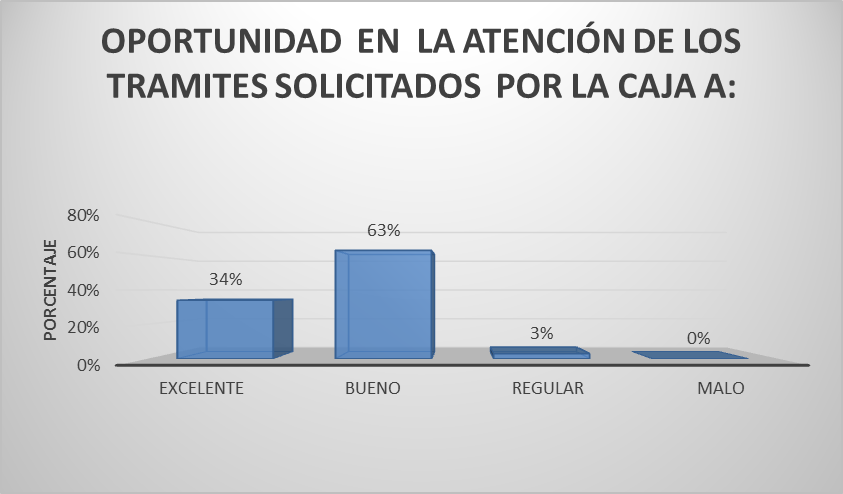 OPORTUNIDAD  EN  LA ATENCIÓN DE LOS
TRAMITES SOLICITADOS  POR LA CAJA A:
PORCENTAJE
80%
60%
40%
20%
0%
34%
63%
3%
0%
EXCELENTE
BUENO
REGULAR
MALO